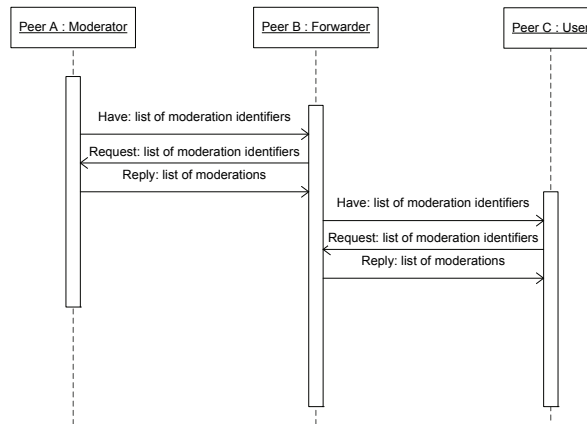 Peer A : Moderator
Peer B : Forwarder
Peer C : User
Have: list of moderation identifiers
Request: list of moderation identifiers
Reply: list of moderations
Have: list of moderation identifiers
Request: list of moderation identifiers
Reply: list of moderations